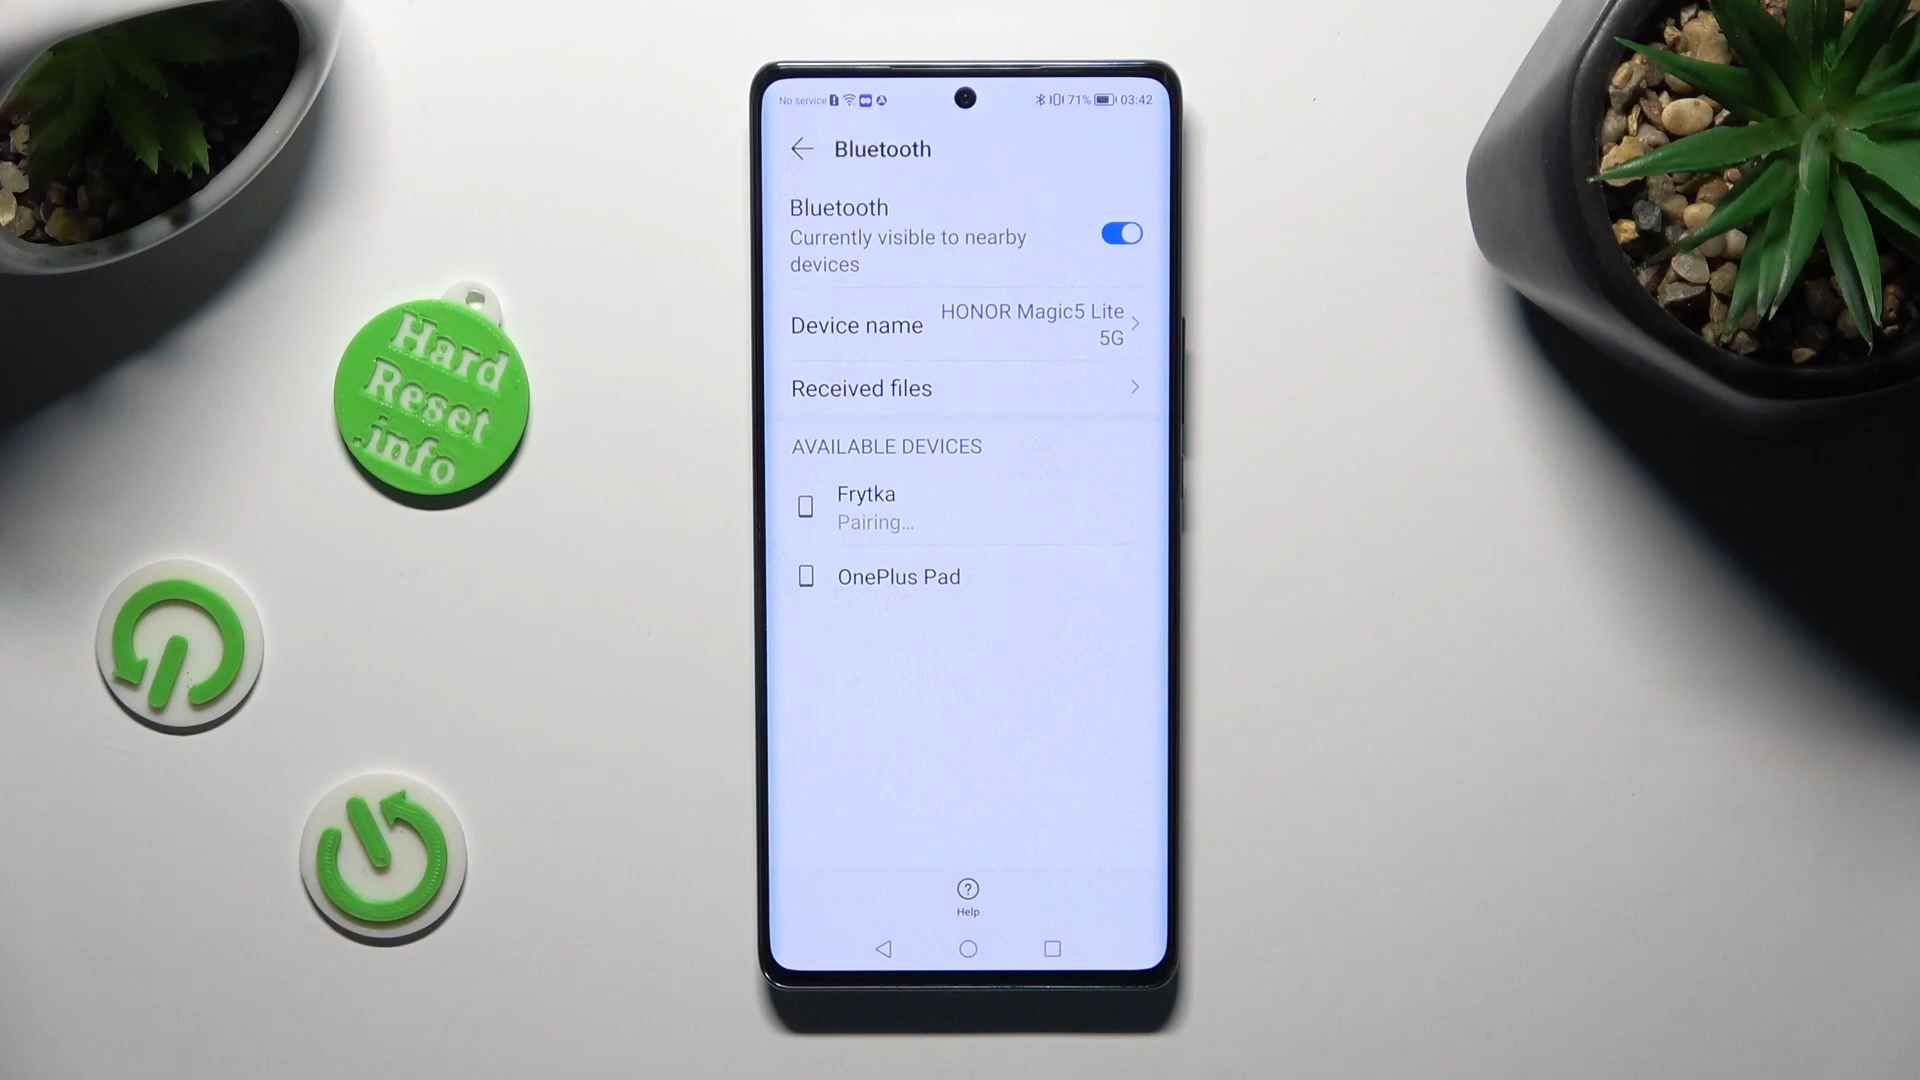 No service
71%
03:42
Bluetooth
Bluetooth
Currently visible to nearby
devices
Device name
HONOR Magic5 Lite
5G
Received files
AVAILABLE DEVICES
Frytka
Pairing...
OnePlus Pad
Help
Hard
Reset
.info